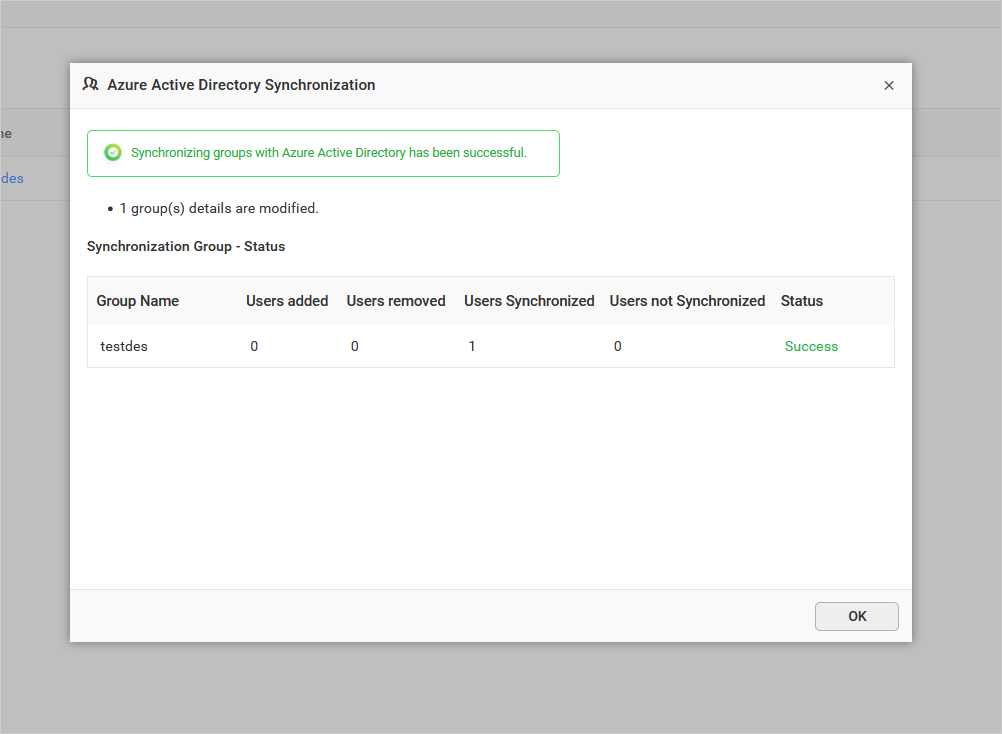 Azure Active Directory Synchronization
Synchronizing groups with Azure Active Directory has been successful.
• 1 group(s) details are modified.
Synchronization Group - Status
Group Name Users added Users removed Users Synchronized Users not Synchronized Status
testdes 0 0 1 0 Success
OK